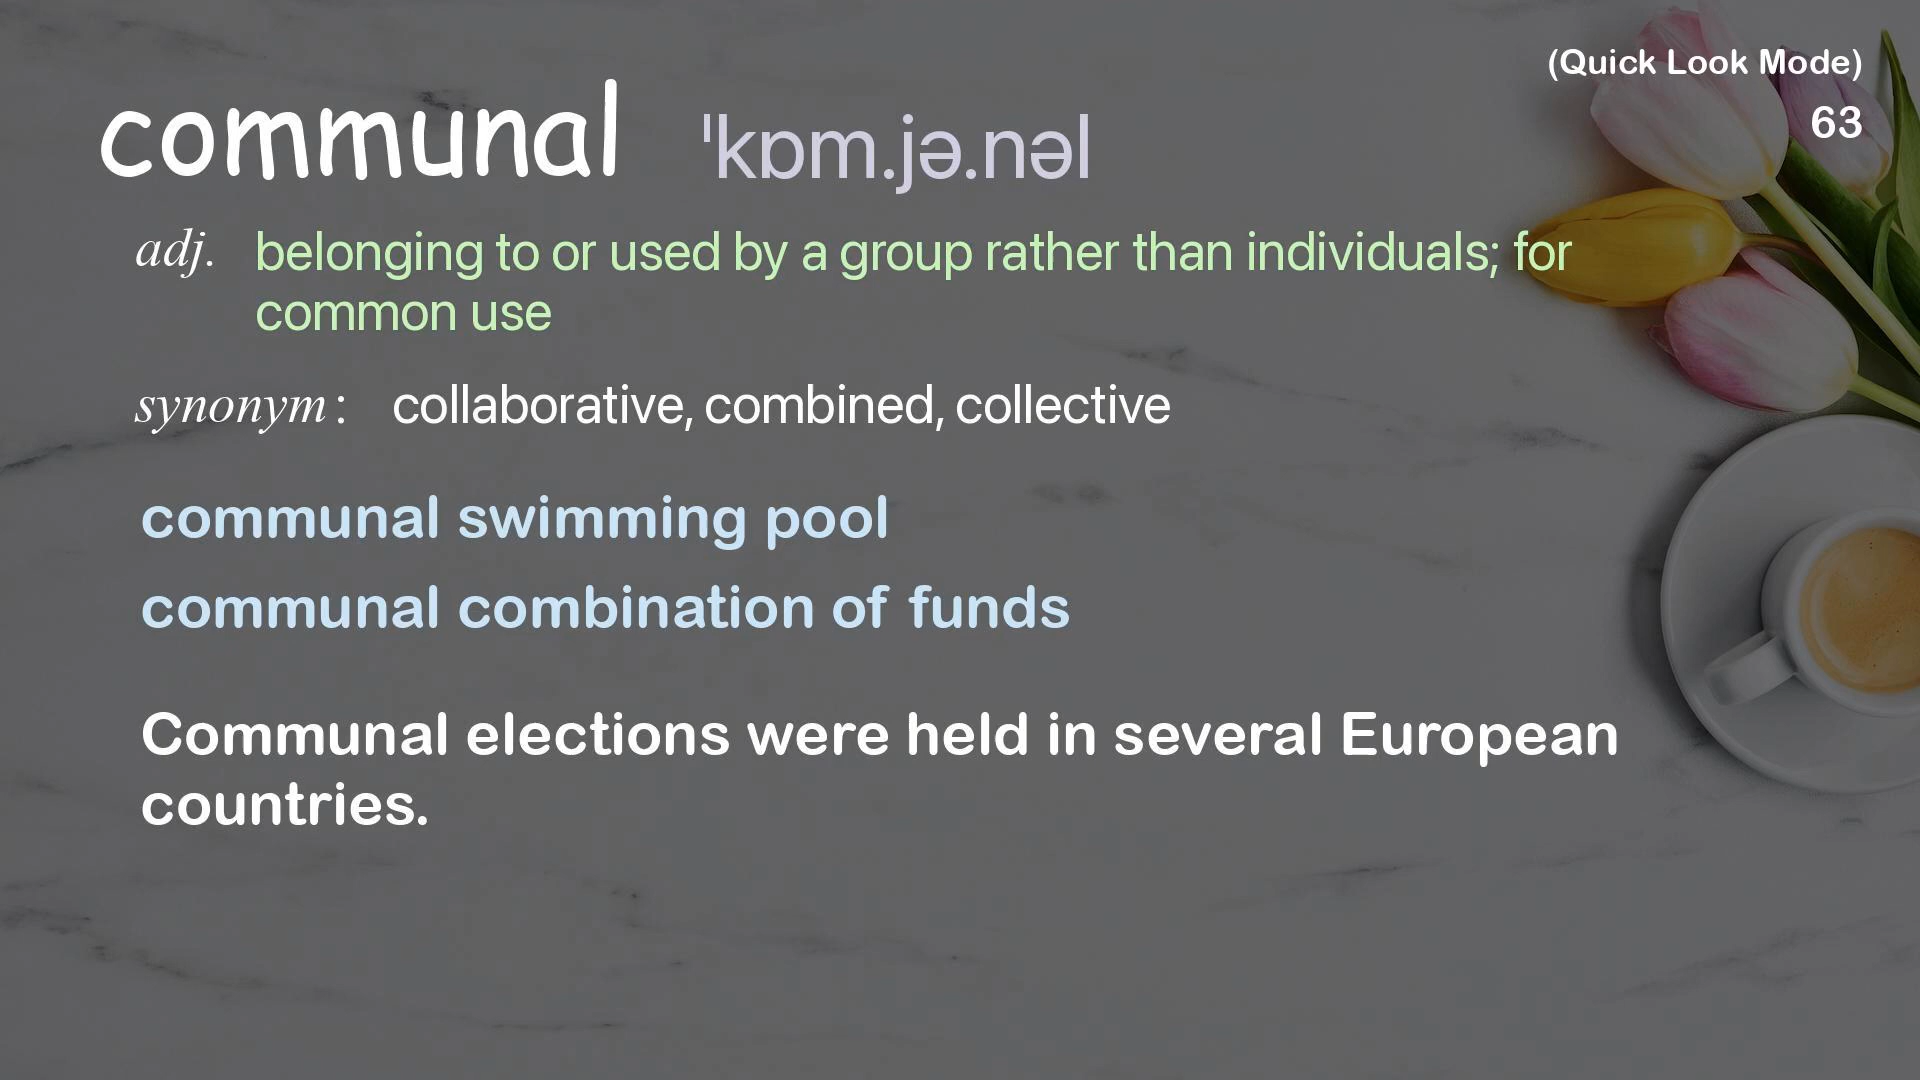 (Quick Look Mode)
63
communal ˈkɒm.jə.nəl
adj. belonging to or used by a group rather than individuals; for
common use
synonym : collaborative, combined, collective
communal swimming pool
communal combination of funds
Communal elections were held in several European
countries.